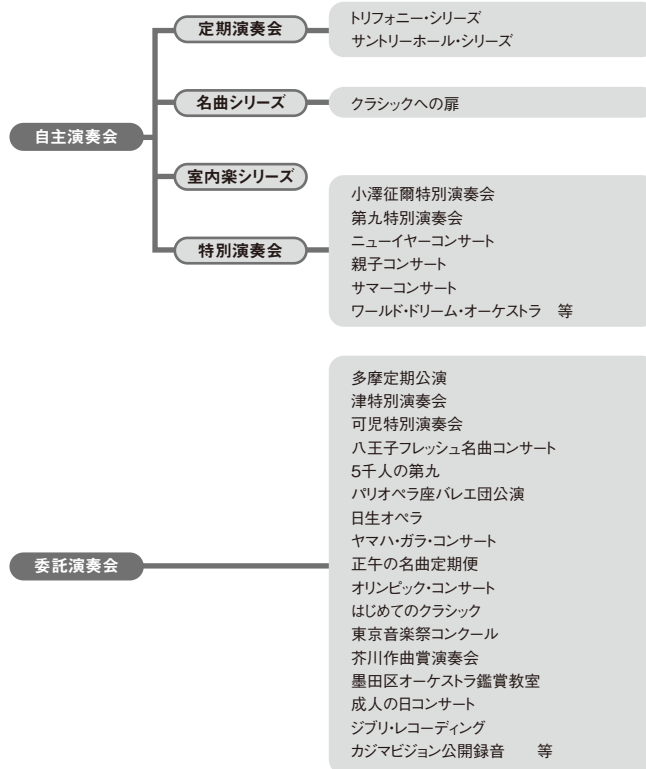 自主演奏会
定期演奏会
トリフォニー・シリーズ
サントリーホール・シリーズ
名曲シリーズ
クラシックへの扉
室内楽シリーズ
特別演奏会
小澤征爾特別演奏会
第九特別演奏会
ニューイヤーコンサート
親子コンサート
サマーコンサート
ワールド・ドリーム・オーケストラ　等
委託演奏会
多摩定期公演
津特別演奏会
可児特別演奏会
八王子フレッシュ名曲コンサート
5千人の第九
パリオペラ座バレエ団公演
日生オペラ
ヤマハ・ガラ・コンサート
正午の名曲定期便
オリンピック・コンサート
はじめてのクラシック
東京音楽祭コンクール
芥川作曲賞演奏会
墨田区オーケストラ鑑賞教室
成人の日コンサート
ジブリ・レコーディング
カジマビジョン公開録音　　等